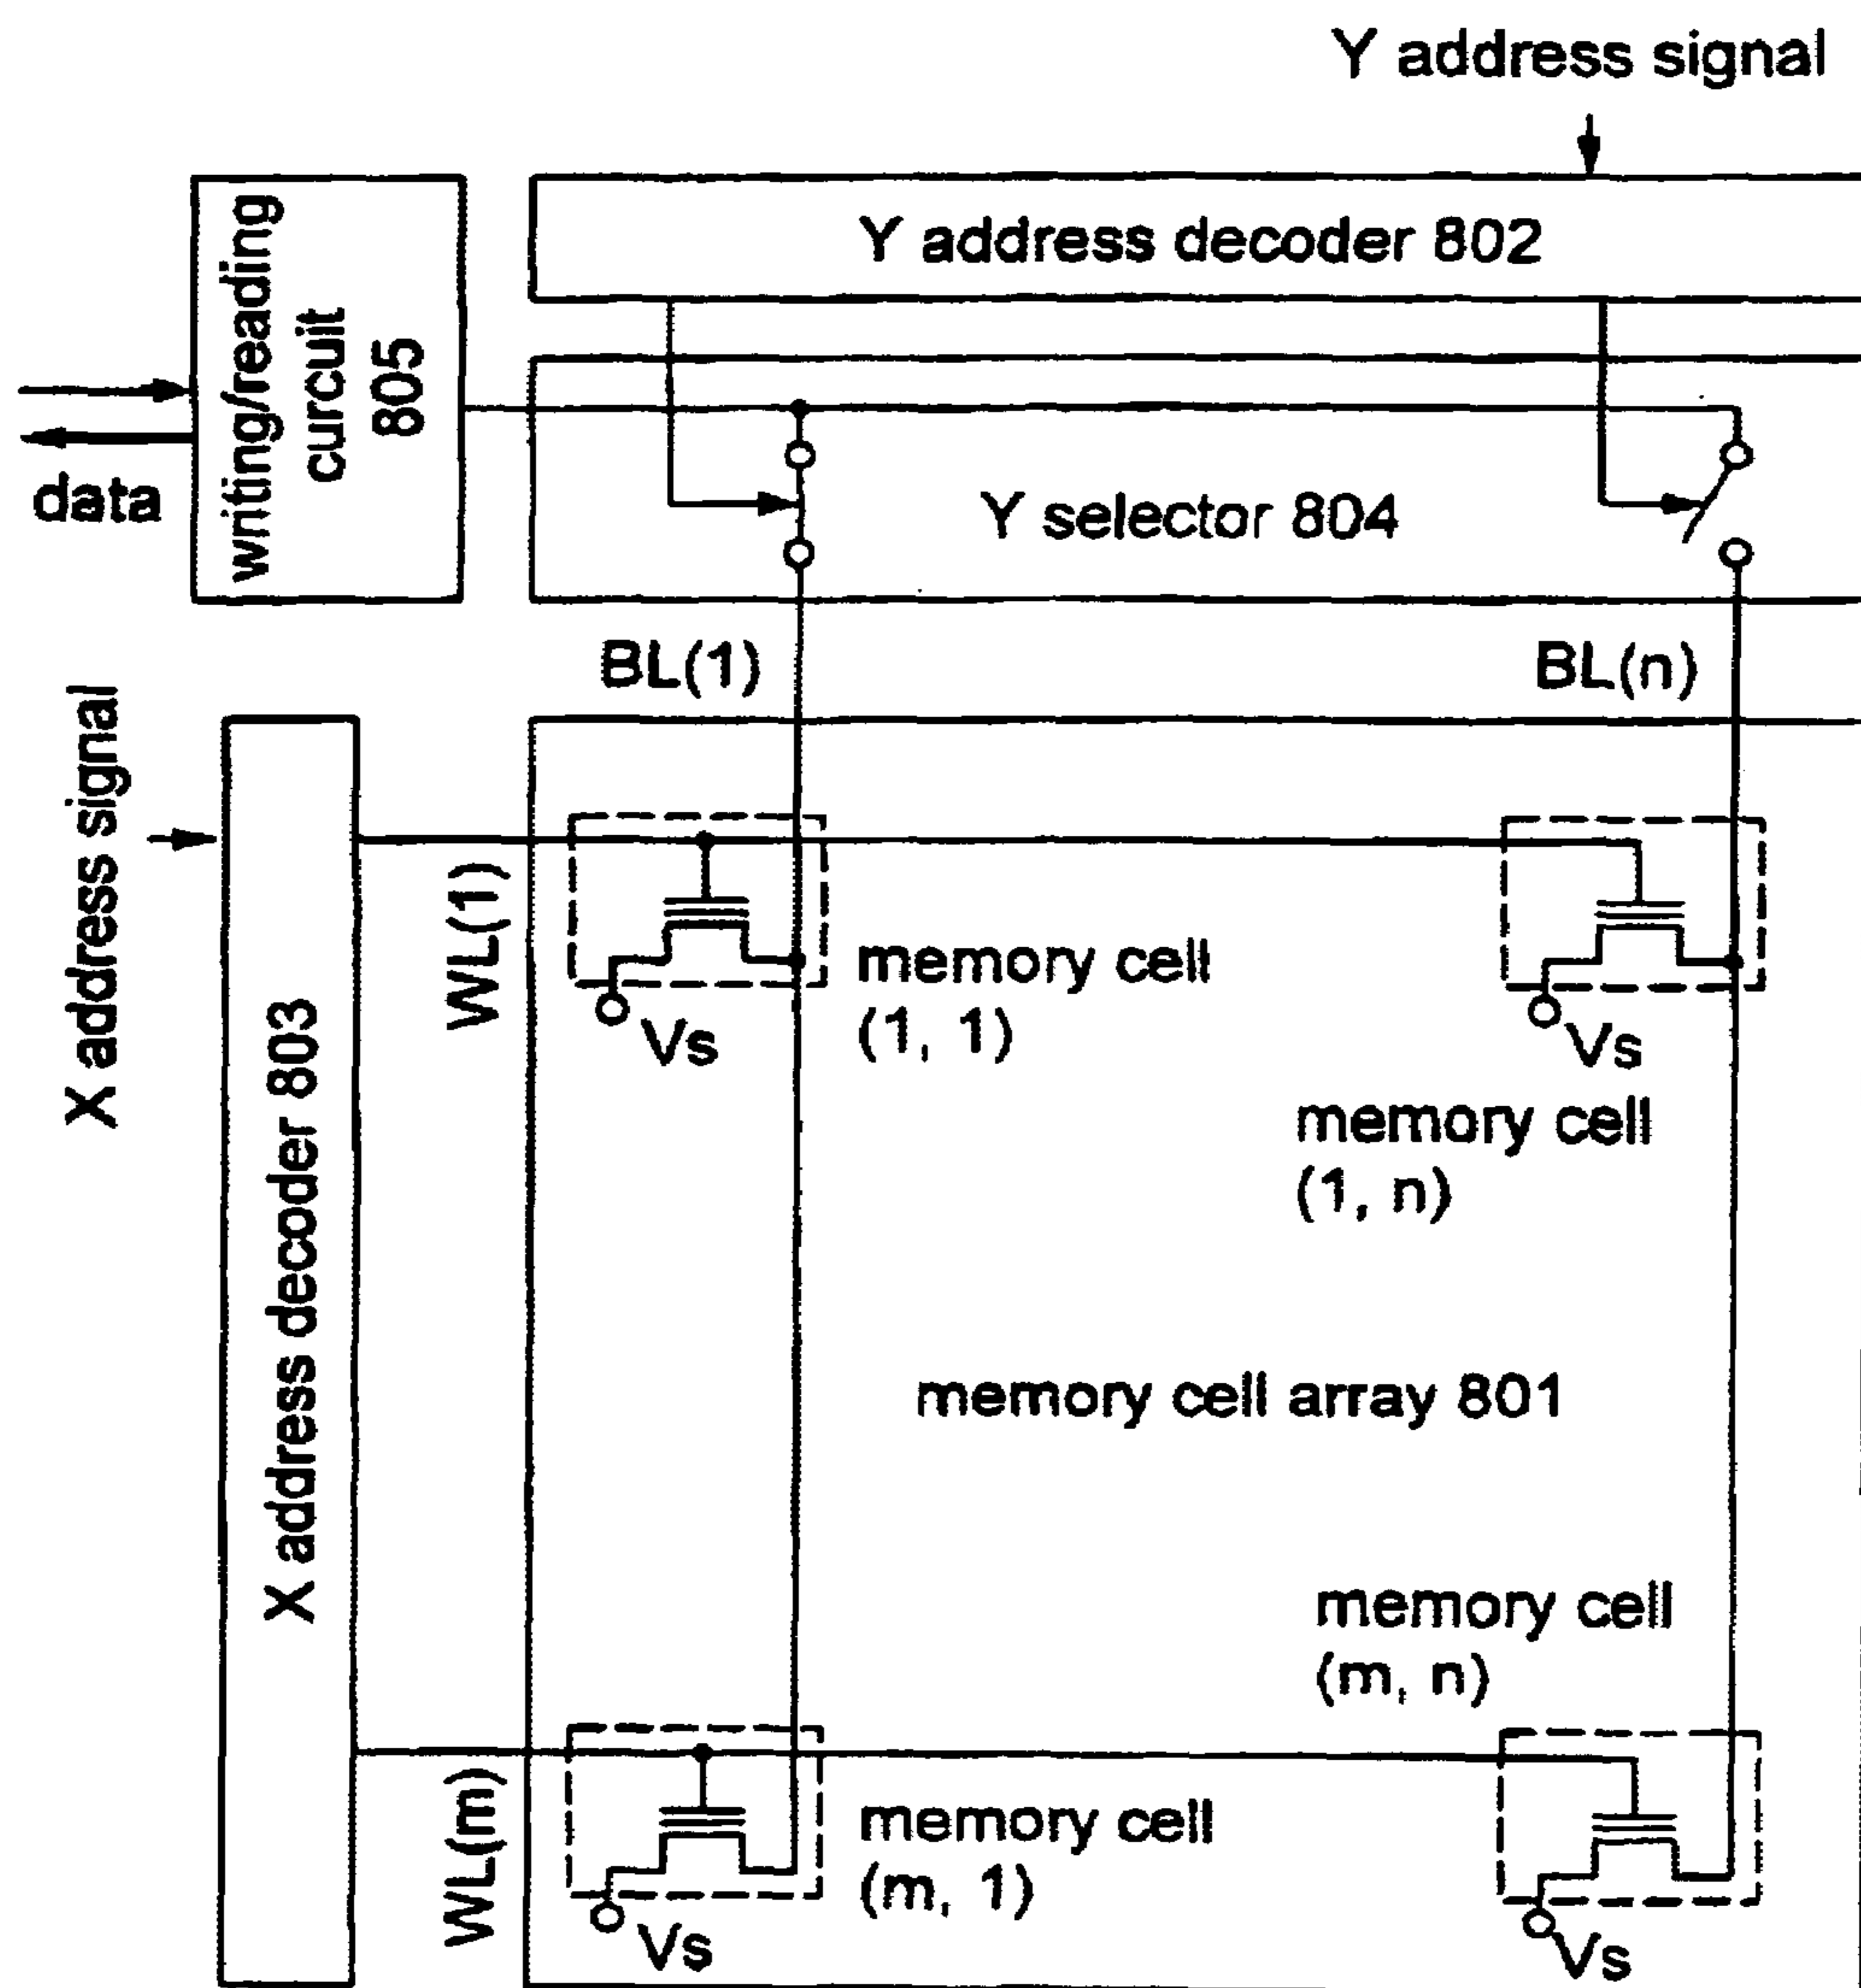 Y address signal
Y address decoder 802
writing/reading
curcuit
805
data
Y selector 804
BL(1)
BL(n)
X address signal
X address decoder 803
WL(1)
memory cell
(1, 1)
Vs
Vs
memory cell
(1, n)
memory cell array 801
memory cell
(m, n)
WL(m)
memory cell
(m, 1)
Vs
Vs